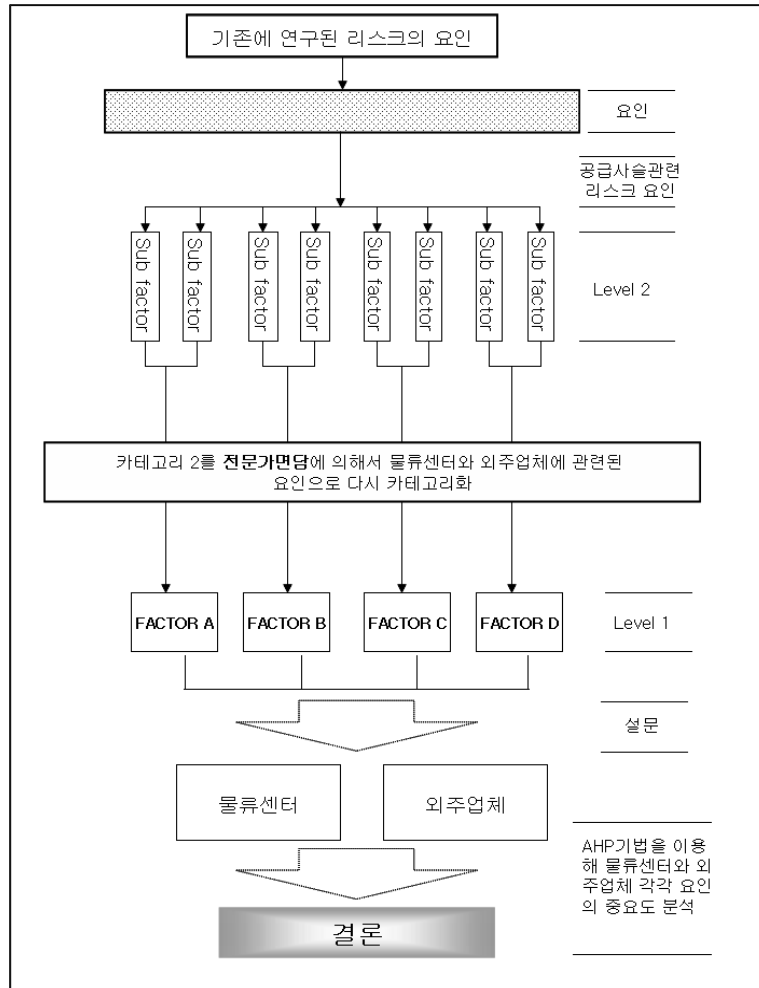 기존에 연구된 리스크의 요인
요인
공급사슬관련
리스크 요인
Sub factor
Sub factor
Sub factor
Sub factor
Sub factor
Sub factor
Sub factor
Sub factor
Level 2
카테고리 2를 전문가면담에 의해서 물류센터와 외주업체에 관련된
요인으로 다시 카테고리화
FACTOR A
FACTOR B
FACTOR C
FACTOR D
Level 1
설문
물류센터
외주업체
AHP기법을 이용
해 물류센터와 외
주업체 각각 요인
의 중요도 분석
결론